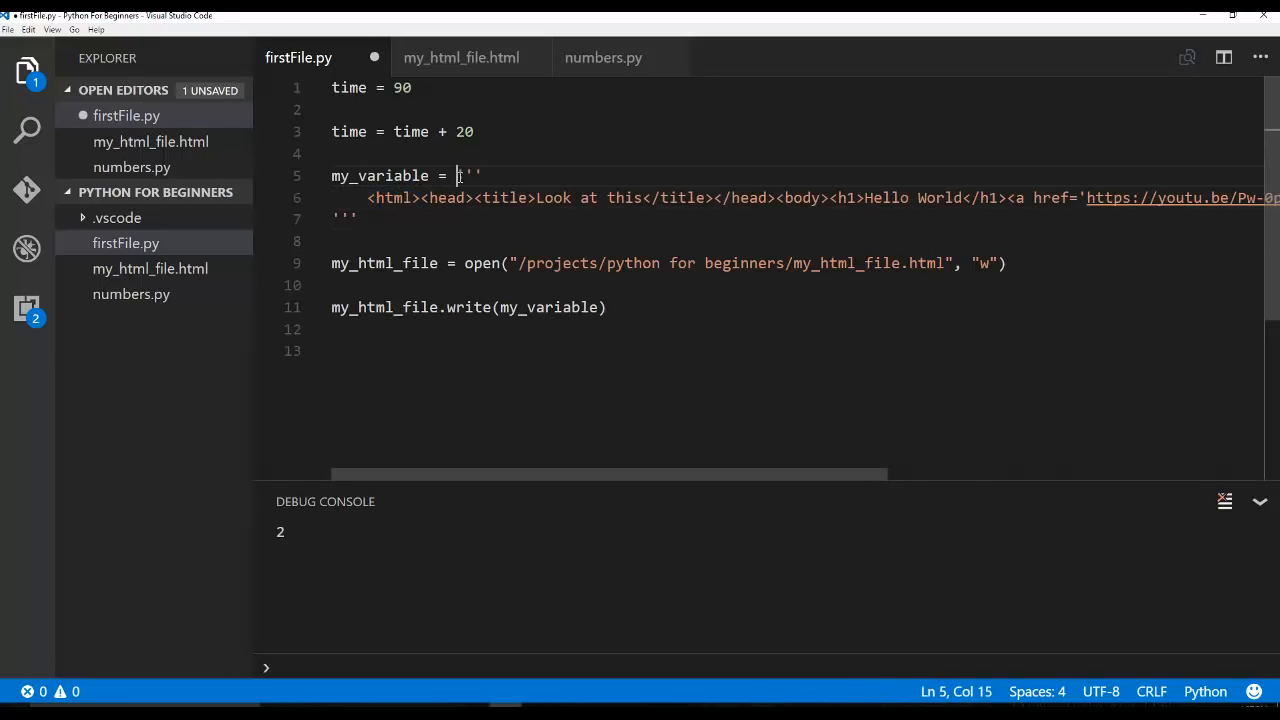 firstFile.py - Python For Beginners - Visual Studio Code
File Edit View Go Help
EXPLORER
OPEN EDITORS 1 UNSAVED
firstFile.py
my_html_file.html
numbers.py
PYTHON FOR BEGINNERS
.vscode
firstFile.py
my_html_file.html
numbers.py
1
2
firstFile.py my_html_file.html numbers.py
1 time = 90
2
3 time = time + 20
4
5 my_variable = '''
6 <html><head><title>Look at this</title></head><body><h1>Hello World</h1><a href='https://youtu.be/Pw-0p
7 '''
8
9 my_html_file = open("/projects/python for beginners/my_html_file.html", "w")
10
11 my_html_file.write(my_variable)
12
13
DEBUG CONSOLE
2
0 0 Ln 5, Col 15 Spaces: 4 UTF-8 CRLF Python